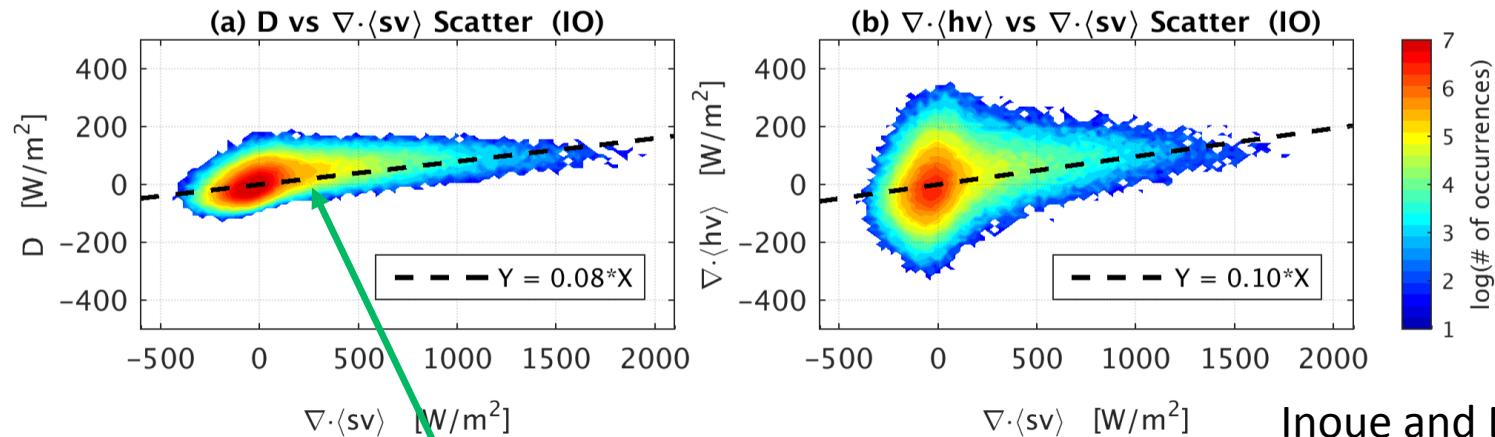 (a) D vs ∇·⟨sv⟩ Scatter (IO)
400
200
0
−200
−400
D [W/m²]
Y = 0.08*X
−500 0 500 1000 1500 2000
∇·⟨sv⟩ [W/m²]
(b) ∇·⟨hv⟩ vs ∇·⟨sv⟩ Scatter (IO)
400
200
0
−200
−400
∇·⟨hv⟩ [W/m²]
Y = 0.10*X
−500 0 500 1000 1500 2000
∇·⟨sv⟩ [W/m²]
7
6
5
4
3
2
1
log(# of occurrences)
Inoue and